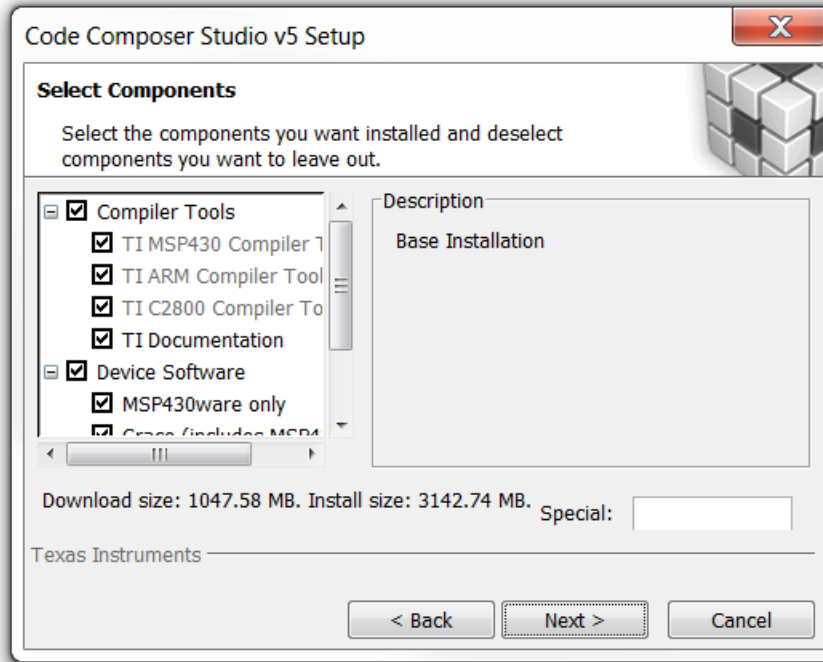 Code Composer Studio v5 Setup
Select Components
Select the components you want installed and deselect
components you want to leave out.
Compiler Tools
TI MSP430 Compiler
TI ARM Compiler Tool
TI C2800 Compiler To
TI Documentation
Device Software
MSP430ware only
Grace (includes MSP4
Description
Base Installation
Download size: 1047.58 MB. Install size: 3142.74 MB.
Special:
Texas Instruments
< Back
Next >
Cancel